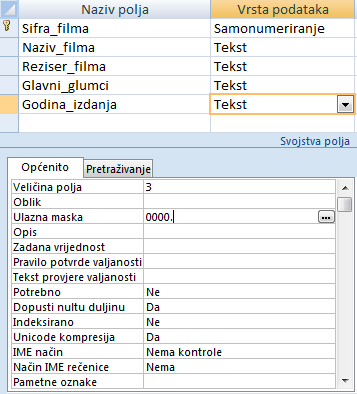 Naziv polja Vrsta podataka
Sifra_filma Samonumeriranje
Naziv_filma Tekst
Reziser_filma Tekst
Glavni_glumci Tekst
Godina_izdanja Tekst
Svojstva polja
Općenito Pretraživanje
Veličina polja 3
Oblik
Ulazna maska 0000. ...
Opis
Zadana vrijednost
Pravilo potvrde valjanosti
Tekst provjere valjanosti
Potrebno Ne
Dopusti nultu duljinu Da
Indeksirano Ne
Unicode kompresija Da
IME način Nema kontrole
Način IME rečenice Nema
Pametne oznake